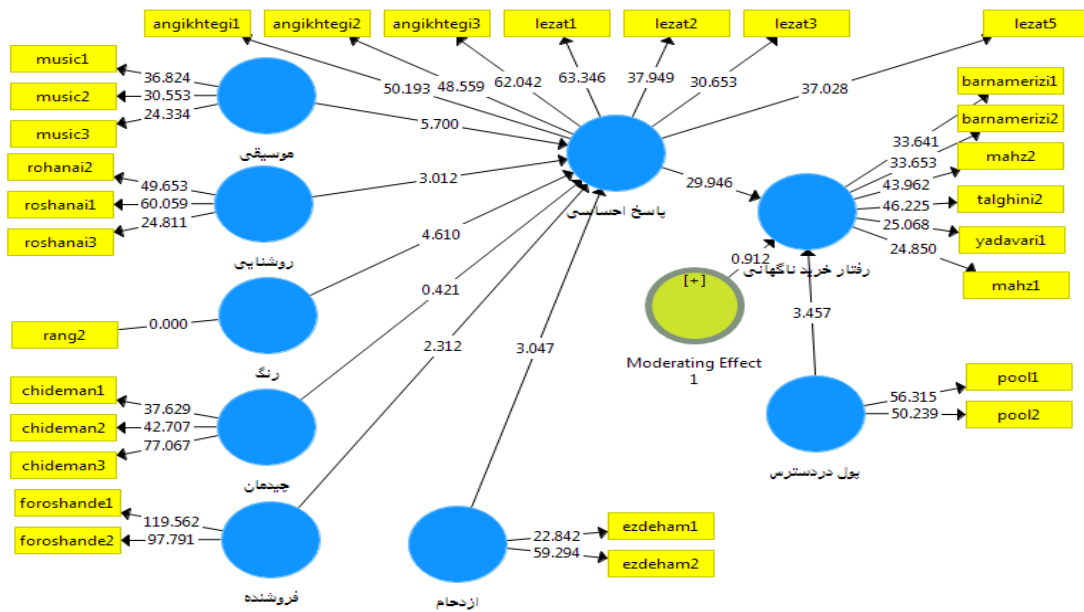 angikhtegi1
angikhtegi2
angikhtegi3
lezat1
lezat2
lezat3
lezat5
music1
music2
music3
36.824
30.553
24.334
موسیقی
50.193
48.559
62.042
63.346
37.949
30.653
37.028
5.700
barnamerizi1
barnamerizi2
mahz2
talghini2
yadavari1
mahz1
33.641
33.653
43.962
46.225
25.068
24.850
rohanai2
roshanai1
roshanai3
49.653
60.059
24.811
روشنایی
3.012
پاسخ احساسی
29.946
رفتار خرید ناگهانی
4.610
0.912
[+]
Moderating Effect
1
rang2
0.000
رنگ
0.421
2.312
3.047
3.457
chideman1
chideman2
chideman3
37.629
42.707
77.067
چیدمان
pool1
pool2
56.315
50.239
پول دردسترس
foroshande1
foroshande2
119.562
97.791
فروشنده
ezdeham1
ezdeham2
22.842
59.294
ازدحام